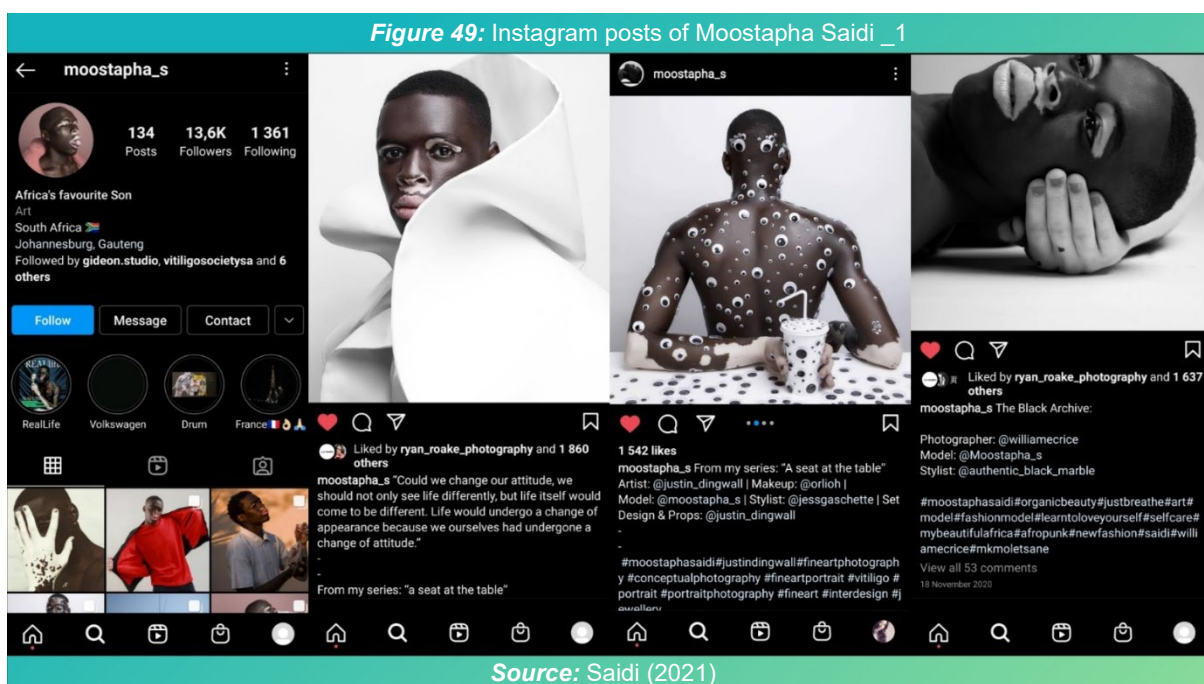 Figure 49: Instagram posts of Moostapha Saidi _1
moostapha_s
134
Posts
13,6K
Followers
1 361
Following
Africa's favourite Son
Art
South Africa 🇿🇦
Johannesburg, Gauteng
Followed by gideon.studio, vitiligosocietysa and 6
others
Follow
Message
Contact
REAL life
RealLife
Volkswagen
Drum
France🇫🇷👌🙏
Liked by ryan_roake_photography and 1 860
others
moostapha_s "Could we change our attitude, we
should not only see life differently, but life itself would
come to be different. Life would undergo a change of
appearance because we ourselves had undergone a
change of attitude."
-
-
From my series: "a seat at the table"
moostapha_s
1 542 likes
moostapha_s From my series: "A seat at the table"
Artist: @justin_dingwall | Makeup: @orlioh |
Model: @moostapha_s | Stylist: @jessgaschette | Set
Design & Props: @justin_dingwall
-
-
#moostaphasaidi#justindingwall#fineartphotograph
y #conceptualphotography #fineartportrait #vitiligo #
portrait #portraitphotography #fineart #interdesign #j
ewellery
Liked by ryan_roake_photography and 1 637
others
moostapha_s The Black Archive:
Photographer: @williamecrice
Model: @Moostapha_s
Stylist: @authentic_black_marble
#moostaphasaidi#organicbeauty#justbreathe#art#
model#fashionmodel#learntoloveyourself#selfcare#
mybeautifulafrica#afropunk#newfashion#saidi#willi
amecrice#mkmoletsane
View all 53 comments
18 November 2020
Source: Saidi (2021)